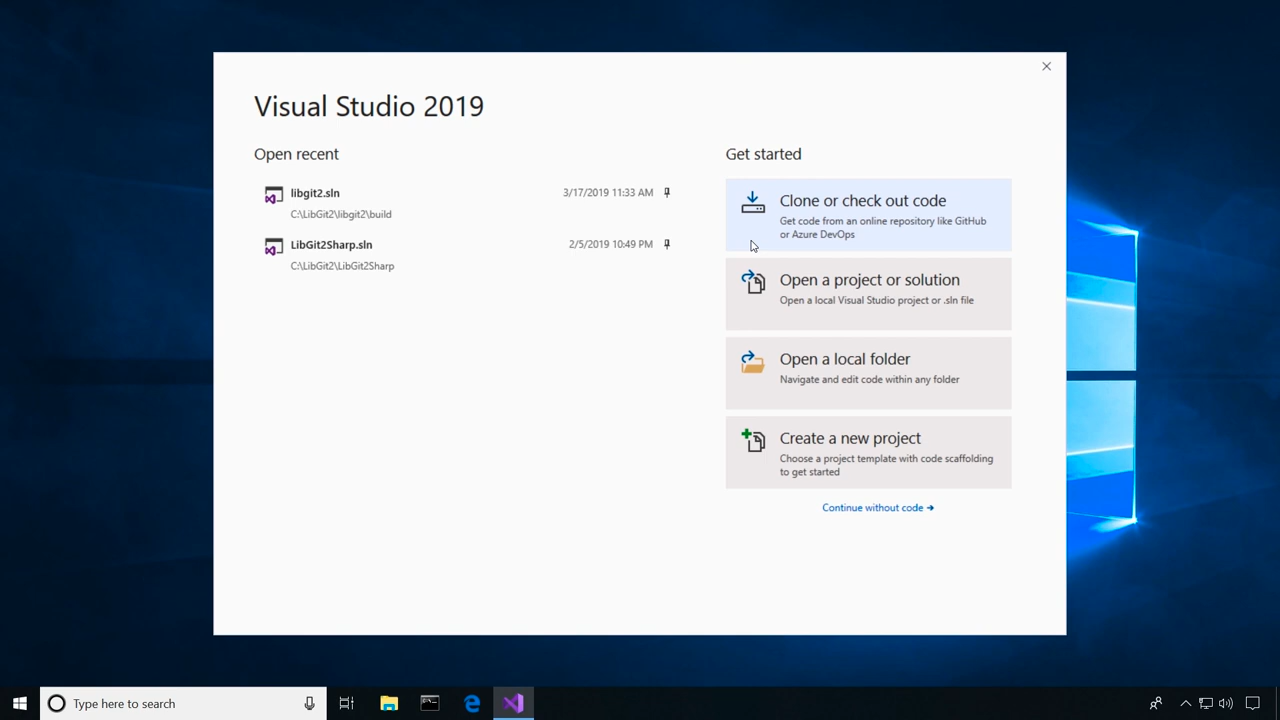 Visual Studio 2019
Open recent
libgit2.sln 3/17/2019 11:33 AM
C:\LibGit2\libgit2\build
LibGit2Sharp.sln 2/5/2019 10:49 PM
C:\LibGit2\LibGit2Sharp
Get started
Clone or check out code
Get code from an online repository like GitHub
or Azure DevOps
Open a project or solution
Open a local Visual Studio project or .sln file
Open a local folder
Navigate and edit code within any folder
Create a new project
Choose a project template with code scaffolding
to get started
Continue without code
Type here to search